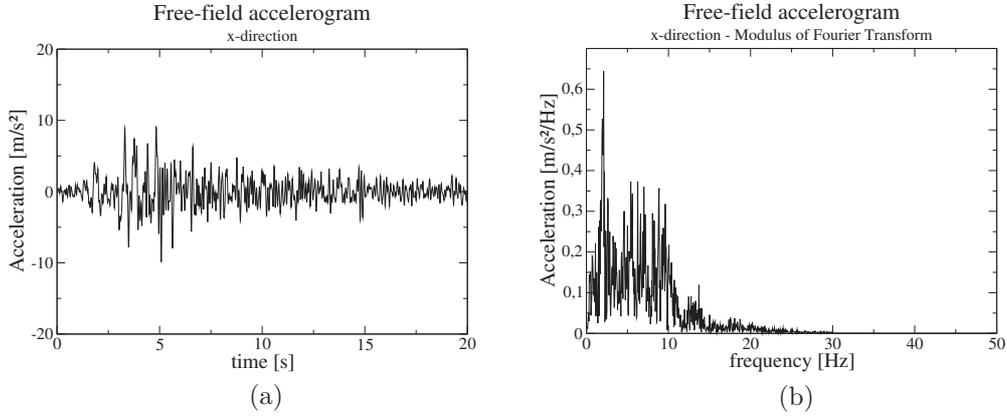 Free-field accelerogram
x-direction
20
10
0
-10
-20
Acceleration [m/s²]
0 5 10 15 20
time [s]
(a)
Free-field accelerogram
x-direction - Modulus of Fourier Transform
0,6
0,5
0,4
0,3
0,2
0,1
0
Acceleration [m/s²/Hz]
0 10 20 30 40 50
frequency [Hz]
(b)